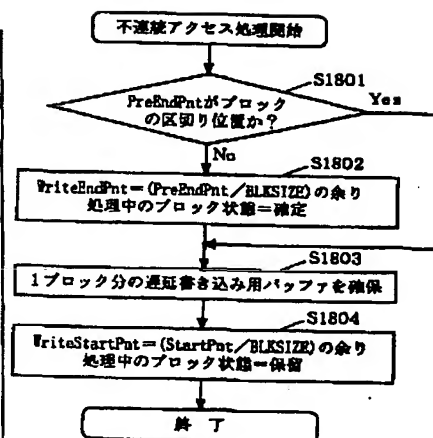 不連続アクセス処理開始
S1801
PreEndPntがブロック
の区切り位置か?
Yes
No
S1802
WriteEndPnt=(PreEndPnt/BLKSIZE)の余り
処理中のブロック状態=確定
S1803
1ブロック分の遅延書き込み用バッファを確保
S1804
WriteStartPnt=(StartPnt/BLKSIZE)の余り
処理中のブロック状態=保留
終了